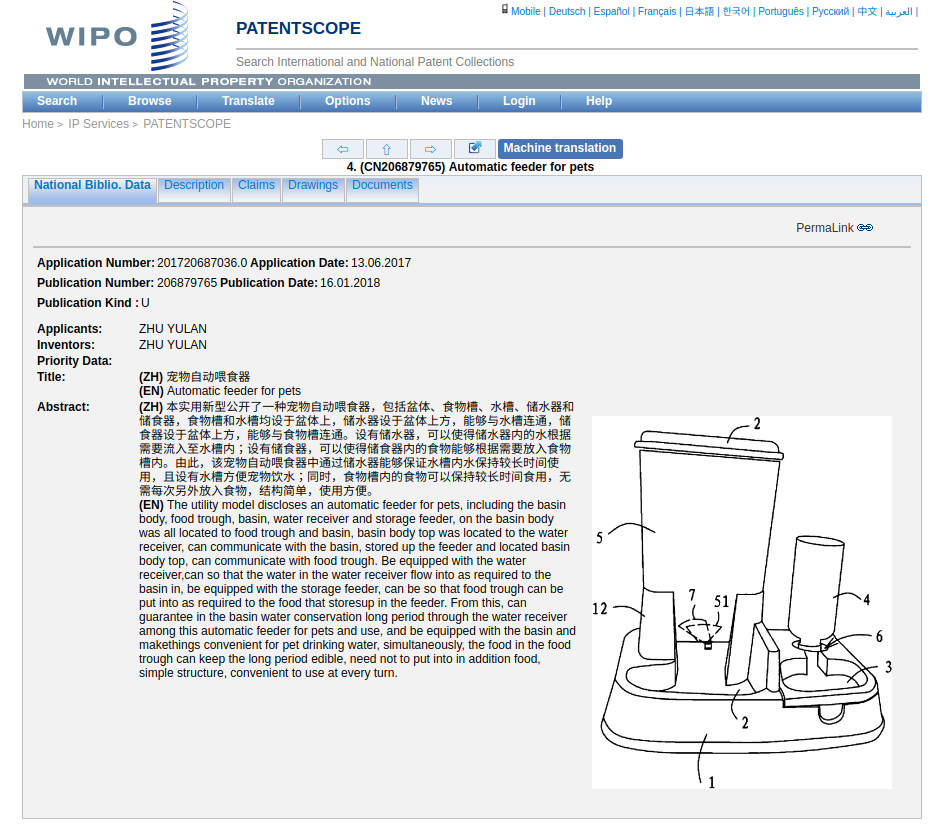 WIPO
PATENTSCOPE
Mobile | Deutsch | Español | Français | 日本語 | 한국어 | Português | Русский | 中文 | العربية |
Search International and National Patent Collections
WORLD INTELLECTUAL PROPERTY ORGANIZATION
Search Browse Translate Options News Login Help
Home > IP Services > PATENTSCOPE
Machine translation
4. (CN206879765) Automatic feeder for pets
National Biblio. Data Description Claims Drawings Documents
PermaLink
Application Number: 201720687036.0 Application Date: 13.06.2017
Publication Number: 206879765 Publication Date: 16.01.2018
Publication Kind : U
Applicants: ZHU YULAN
Inventors: ZHU YULAN
Priority Data:
Title: (ZH) 宠物自动喂食器
(EN) Automatic feeder for pets
Abstract: (ZH) 本实用新型公开了一种宠物自动喂食器，包括盆体、食物槽、水槽、储水器和
储食器，食物槽和水槽均设于盆体上，储水器设于盆体上方，能够与水槽连通，储
食器设于盆体上方，能够与食物槽连通。设有储水器，可以使得储水器内的水根据
需要流入至水槽内；设有储食器，可以使得储食器内的食物能够根据需要放入食物
槽内。由此，该宠物自动喂食器中通过储水器能够保证水槽内水保持较长时间使
用，且设有水槽方便宠物饮水；同时，食物槽内的食物可以保持较长时间食用，无
需每次另外放入食物，结构简单，使用方便。
(EN) The utility model discloses an automatic feeder for pets, including the basin
body, food trough, basin, water receiver and storage feeder, on the basin body
was all located to food trough and basin, basin body top was located to the water
receiver, can communicate with the basin, stored up the feeder and located basin
body top, can communicate with food trough. Be equipped with the water
receiver,can so that the water in the water receiver flow into as required to the
basin in, be equipped with the storage feeder, can be so that food trough can be
put into as required to the food that storesup in the feeder. From this, can
guarantee in the basin water conservation long period through the water receiver
among this automatic feeder for pets and use, and be equipped with the basin and
makethings convenient for pet drinking water, simultaneously, the food in the food
trough can keep the long period edible, need not to put into in addition food,
simple structure, convenient to use at every turn.
2
5
7
51
12
4
6
3
2
1